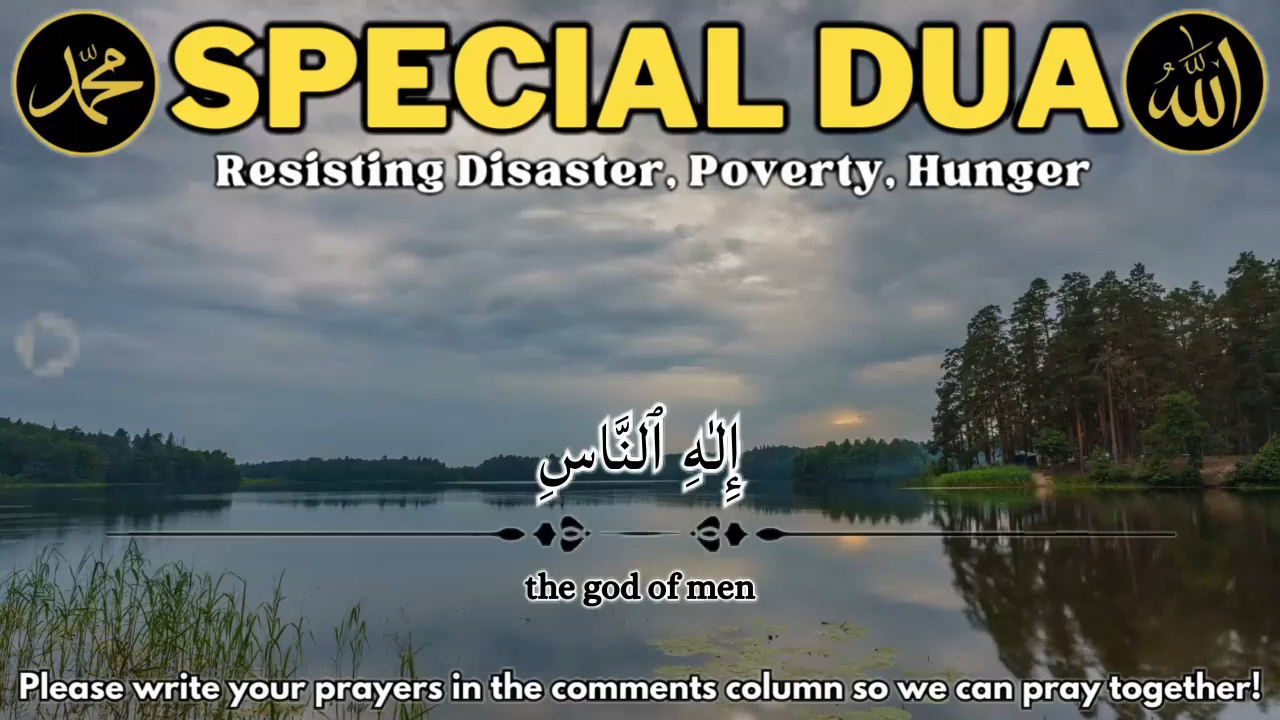 محمد
SPECIAL DUA
الله
Resisting Disaster, Poverty, Hunger
إِلَٰهِ ٱلنَّاسِ
the god of men
Please write your prayers in the comments column so we can pray together!